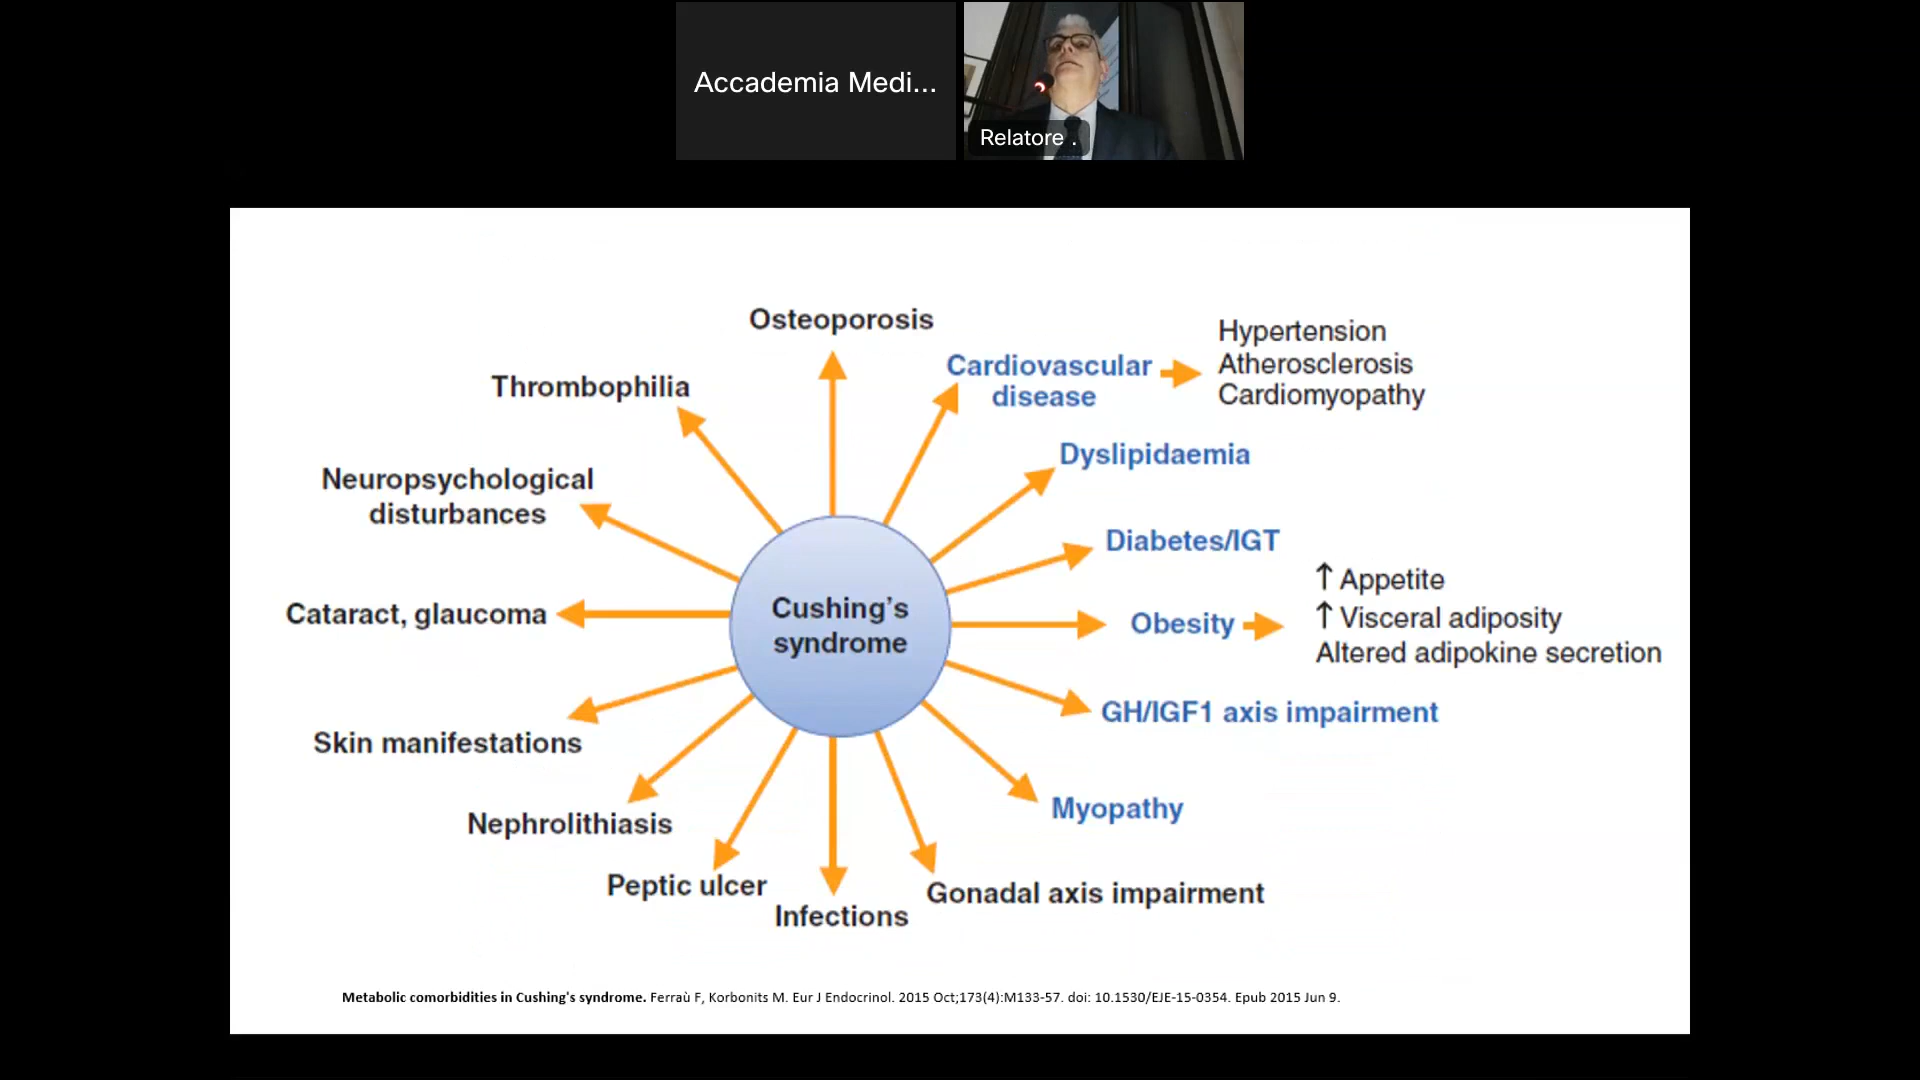 Accademia Medi...
Relatore .
Osteoporosis
Cardiovascular
disease
Hypertension
Atherosclerosis
Cardiomyopathy
Thrombophilia
Dyslipidaemia
Neuropsychological
disturbances
Diabetes/IGT
↑ Appetite
↑ Visceral adiposity
Altered adipokine secretion
Obesity
Cushing's
syndrome
Cataract, glaucoma
GH/IGF1 axis impairment
Skin manifestations
Myopathy
Nephrolithiasis
Peptic ulcer
Infections
Gonadal axis impairment
Metabolic comorbidities in Cushing's syndrome. Ferraù F, Korbonits M. Eur J Endocrinol. 2015 Oct;173(4):M133-57. doi: 10.1530/EJE-15-0354. Epub 2015 Jun 9.